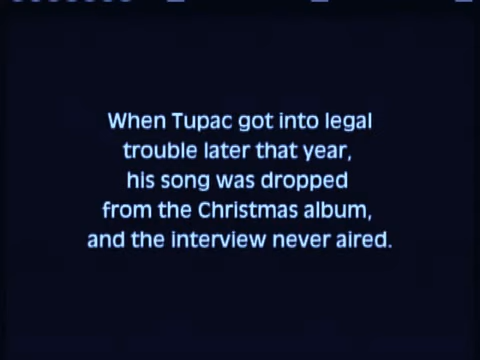 When Tupac got into legal
trouble later that year,
his song was dropped
from the Christmas album,
and the interview never aired.